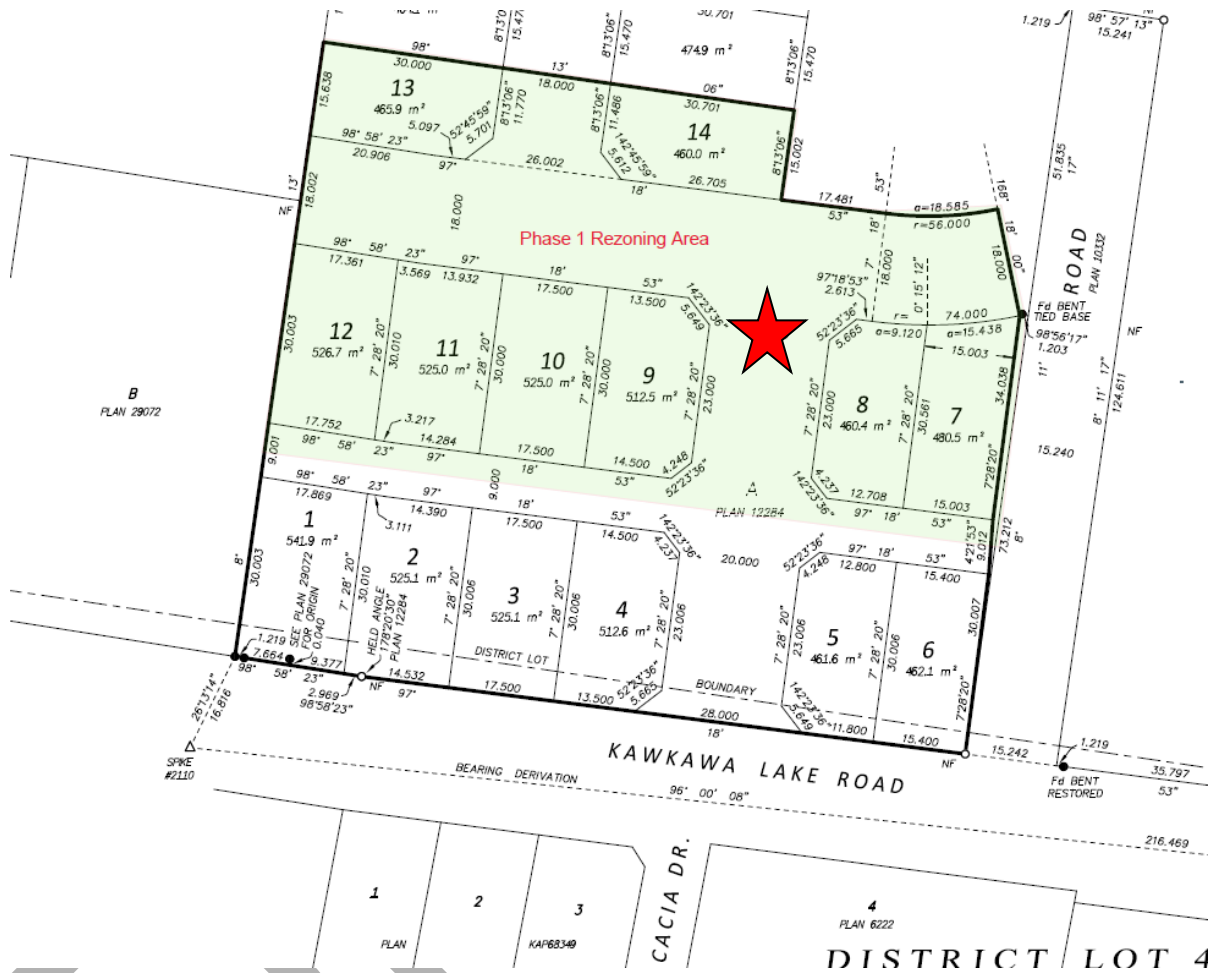 30.701
NF
1.219
98° 57' 13"
15.241
8°13'06"
15.470
8°13'06"
15.470
474.9 m²
8°13'06"
15.470
98°
30.000
13'
18.000
06"
30.701
13
465.9 m²
15.638
5.097
52°45'59"
5.701
8°13'06"
11.770
8°13'06"
11.486
142°45'59"
5.612
14
460.0 m²
8°13'06"
15.002
98° 58' 23"
20.906
97'
26.002
18'
26.705
17.481
53"
53"
18'
a=18.585
r=56.000
168°
18'
00"
18.000
51.835
17"
ROAD
PLAN 10332
13'
NF
18.002
18.000
Phase 1 Rezoning Area
7°
18.000
0° 15' 12"
98° 58' 23" 97° 18' 53"
17.361
3.569
13.932
17.500
13.500
142°23'36"
5.649
97°18'53"
2.613
52°23'36"
5.665
r=
74.000
a=9.120
a=15.438
15.003
Fd BENT
TIED BASE
98°56'17"
1.203
NF
11'
12
526.7 m²
30.003
7° 28' 20"
30.010
11
525.0 m²
7° 28' 20"
30.000
10
525.0 m²
7° 28' 20"
30.000
9
512.5 m²
7° 28' 20"
23.000
8
460.4 m²
7° 28' 20"
23.000
7° 28' 20"
30.561
7
480.5 m²
34.038
7°28'20"
8° 11' 17"
124.611
15.240
B
PLAN 29072
17.752
3.217
14.284
17.500
14.500
4.248
52°23'36"
98° 58' 23" 97° 18' 53"
9.001
9.000
4.237
142°23'36"
12.708
15.003
97° 18' 53"
PLAN 12284
4°21'53"
9.012
73.212
8°
98° 58' 23" 97° 18' 53"
17.869
3.111
14.390
17.500
14.500
142°23'36"
4.237
20.000
52°23'36"
4.248
97° 18' 53"
12.800
15.400
1
541.9 m²
8°
30.003
SEE PLAN 29072
FOR ORIGIN
0.040
7° 28' 20"
30.010
2
525.1 m²
HELD ANGLE
178°20'30"
PLAN 12284
7° 28' 20"
30.006
3
525.1 m²
7° 28' 20"
30.006
4
512.6 m²
7° 28' 20"
23.006
7° 28' 20"
23.006
5
461.6 m²
7° 28' 20"
30.006
6
462.1 m²
30.007
7°28'20"
DISTRICT LOT
BOUNDARY
1.219
7.664
9.377
98° 58' 23"
2.969
98°58'23"
NF
14.532
97°
17.500
13.500
52°23'36"
5.665
28.000
18'
142°23'36"
5.649
11.800
15.400
NF
15.242
1.219
35.797
53"
Fd BENT
RESTORED
26°13'14"
16.816
SPIKE
#2110
BEARING DERIVATION
96° 00' 08"
KAWKAWA LAKE ROAD
216.469
1
PLAN
2
3
KAP68349
CACIA DR.
4
PLAN 6222
DISTRICT LOT 4